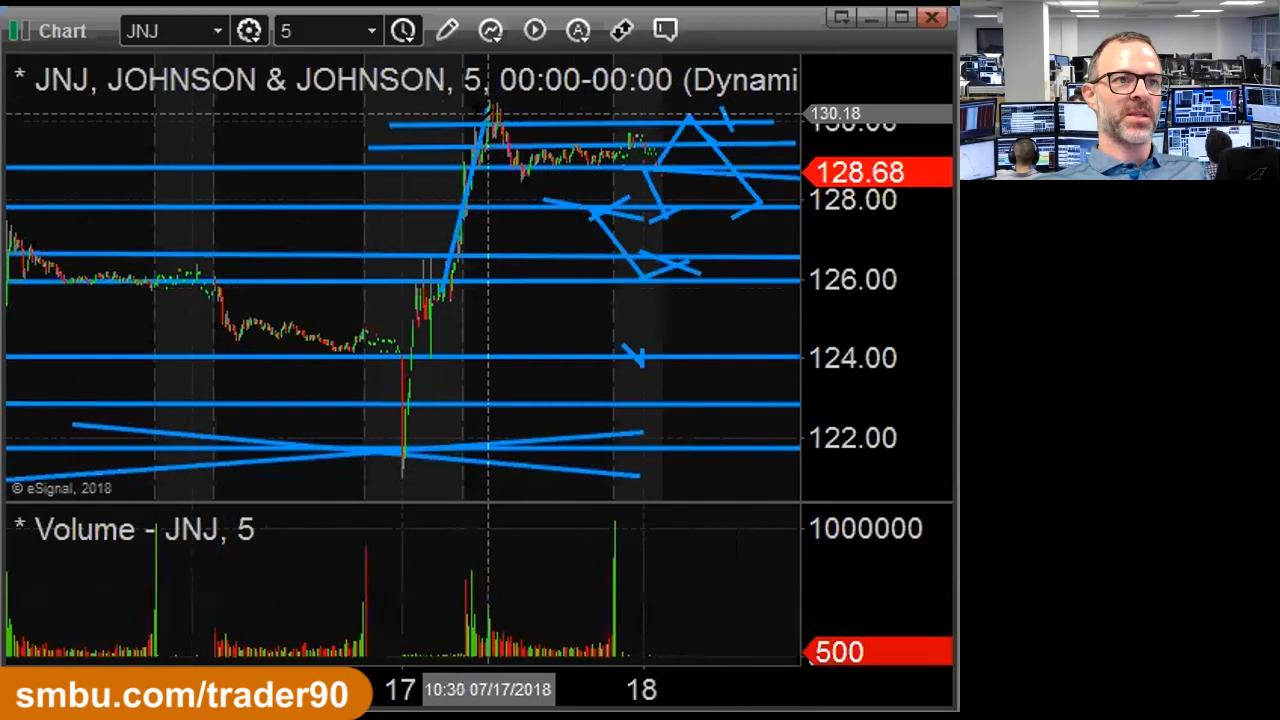 Chart
JNJ
5
* JNJ, JOHNSON & JOHNSON, 5, 00:00-00:00 (Dynami
130.18
130.00
128.68
128.00
126.00
124.00
122.00
© eSignal, 2018
* Volume - JNJ, 5
1000000
500
17
10:30 07/17/2018
18
smbu.com/trader90